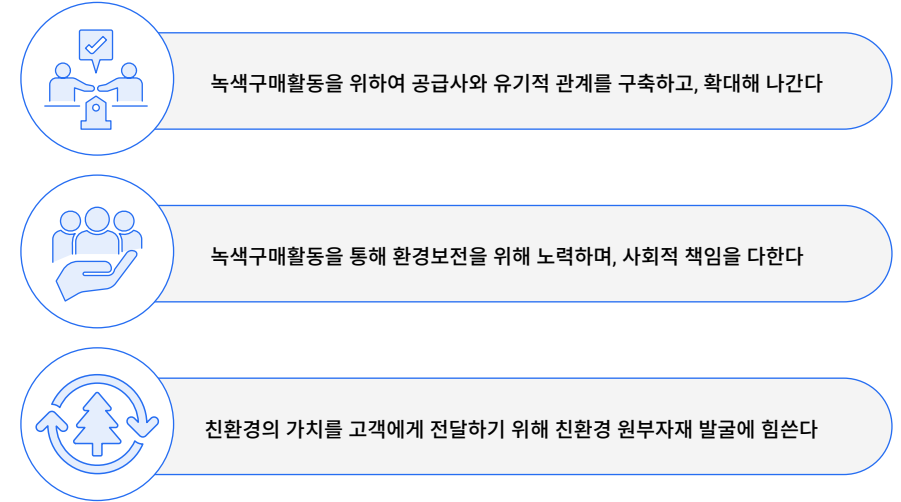 녹색구매활동을 위하여 공급사와 유기적 관계를 구축하고, 확대해 나간다
녹색구매활동을 통해 환경보전을 위해 노력하며, 사회적 책임을 다한다
친환경의 가치를 고객에게 전달하기 위해 친환경 원부자재 발굴에 힘쓴다